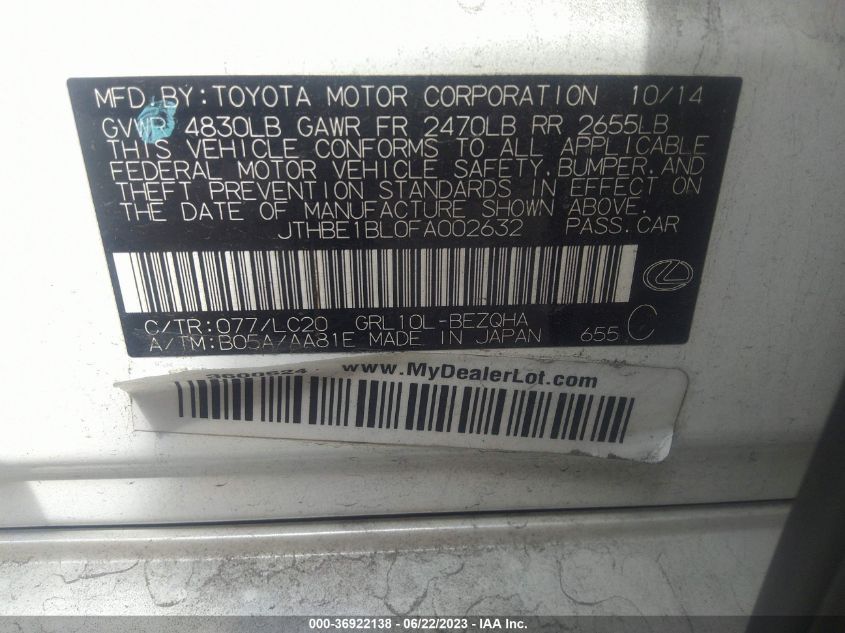 MFD.BY:TOYOTA MOTOR CORPORATION 10/14
GVWR 4830LB GAWR FR 2470LB RR 2655LB
THIS VEHICLE CONFORMS TO ALL APPLICABLE
FEDERAL MOTOR VEHICLE SAFETY,BUMPER,AND
THEFT PREVENTION STANDARDS IN EFFECT ON
THE DATE OF MANUFACTURE SHOWN ABOVE.
JTHBE1BL0FA002632 PASS.CAR
C/TR:077/LC20 GRL10L-BEZQHA
A/TM:B05A/AA81E MADE IN JAPAN 655 C
www.MyDealerLot.com
000-36922138 - 06/22/2023 - IAA Inc.